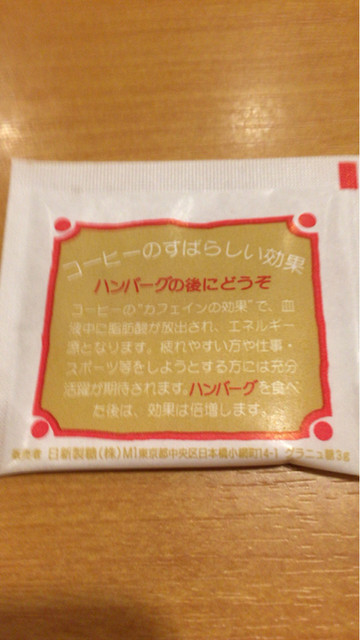 コーヒーのすばらしい効果
ハンバーグの後にどうぞ
コーヒーの"カフェインの効果"で、血
液中に脂肪酸が放出され、エネルギー
源となります。疲れやすい方や仕事・
スポーツ等をしようとする方には充分
活躍が期待されます。ハンバーグを食べ
た後は、効果は倍増します。
販売者 日新製糖(株)MI東京都中央区日本橋小網町14-1 グラニュ糖3g